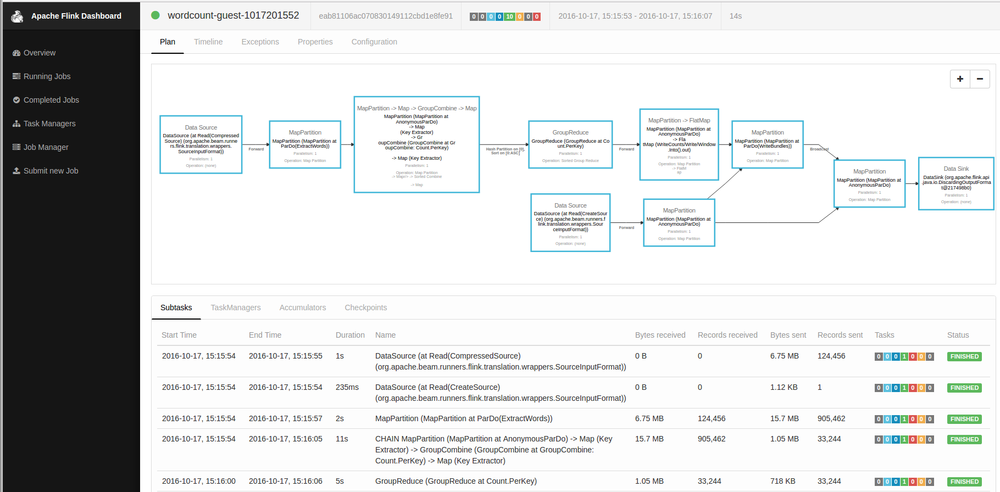 Apache Flink Dashboard
Overview
Running Jobs
Completed Jobs
Task Managers
Job Manager
Submit new Job
wordcount-guest-1017201552
eab81106ac070830149112cbd1e8fe91
0 0 0 0 10 0 0 0
2016-10-17, 15:15:53 - 2016-10-17, 15:16:07
14s
Plan Timeline Exceptions Properties Configuration
+ −
Data Source
DataSource (at Read(Compressed
Source) (org.apache.beam.runne
rs.flink.translation.wrappers.
SourceInputFormat))
Parallelism: 1
Operation: (none)
Forward
MapPartition
MapPartition (MapPartition at
ParDo(ExtractWords))
Parallelism: 1
Operation: Map Partition
MapPartition -> Map -> GroupCombine -> Map
MapPartition (MapPartition at
AnonymousParDo)
-> Map
(Key Extractor)
-> Gr
oupCombine (GroupCombine at Gr
oupCombine: Count.PerKey)
-> Map (Key Extractor)
Parallelism: 1
Operation: Map Partition
-> Map/> -> Sorted Combine
-> Map
Hash Partition on [0],
Sort on [0:ASC]
GroupReduce
GroupReduce (GroupReduce at Co
unt.PerKey)
Parallelism: 1
Operation: Sorted Group Reduce
Forward
MapPartition -> FlatMap
MapPartition (MapPartition at
AnonymousParDo)
-> Fla
tMap (WriteCounts/Write/Window
.Into().out)
Parallelism: 1
Operation: Map Partition
-> FlatM
ap
MapPartition
MapPartition (MapPartition at
ParDo(WriteBundles))
Parallelism: 1
Operation: Map Partition
Broadcast
Data Source
DataSource (at Read(CreateSour
ce) (org.apache.beam.runners.f
link.translation.wrappers.Sour
ceInputFormat))
Parallelism: 1
Operation: (none)
Forward
MapPartition
MapPartition (MapPartition at
AnonymousParDo)
Parallelism: 1
Operation: Map Partition
MapPartition
MapPartition (MapPartition at
AnonymousParDo)
Parallelism: 1
Operation: Map Partition
Data Sink
DataSink (org.apache.flink.api
.java.io.DiscardingOutputForma
t@217498b0)
Parallelism: 1
Operation: (none)
Subtasks TaskManagers Accumulators Checkpoints
Start Time End Time Duration Name Bytes received Records received Bytes sent Records sent Tasks Status
2016-10-17, 15:15:54 2016-10-17, 15:15:55 1s DataSource (at Read(CompressedSource) 0 B 0 6.75 MB 124,456 0 0 0 1 0 0 0 FINISHED
(org.apache.beam.runners.flink.translation.wrappers.SourceInputFormat))
2016-10-17, 15:15:54 2016-10-17, 15:15:54 235ms DataSource (at Read(CreateSource) 0 B 0 1.12 KB 1 0 0 0 1 0 0 0 FINISHED
(org.apache.beam.runners.flink.translation.wrappers.SourceInputFormat))
2016-10-17, 15:15:54 2016-10-17, 15:15:57 2s MapPartition (MapPartition at ParDo(ExtractWords)) 6.75 MB 124,456 15.7 MB 905,462 0 0 0 1 0 0 0 FINISHED
2016-10-17, 15:15:54 2016-10-17, 15:16:05 11s CHAIN MapPartition (MapPartition at AnonymousParDo) -> Map (Key 15.7 MB 905,462 1.05 MB 33,244 0 0 0 1 0 0 0 FINISHED
Extractor) -> GroupCombine (GroupCombine at GroupCombine:
Count.PerKey) -> Map (Key Extractor)
2016-10-17, 15:16:00 2016-10-17, 15:16:06 5s GroupReduce (GroupReduce at Count.PerKey) 1.05 MB 33,244 718 KB 33,244 0 0 0 1 0 0 0 FINISHED